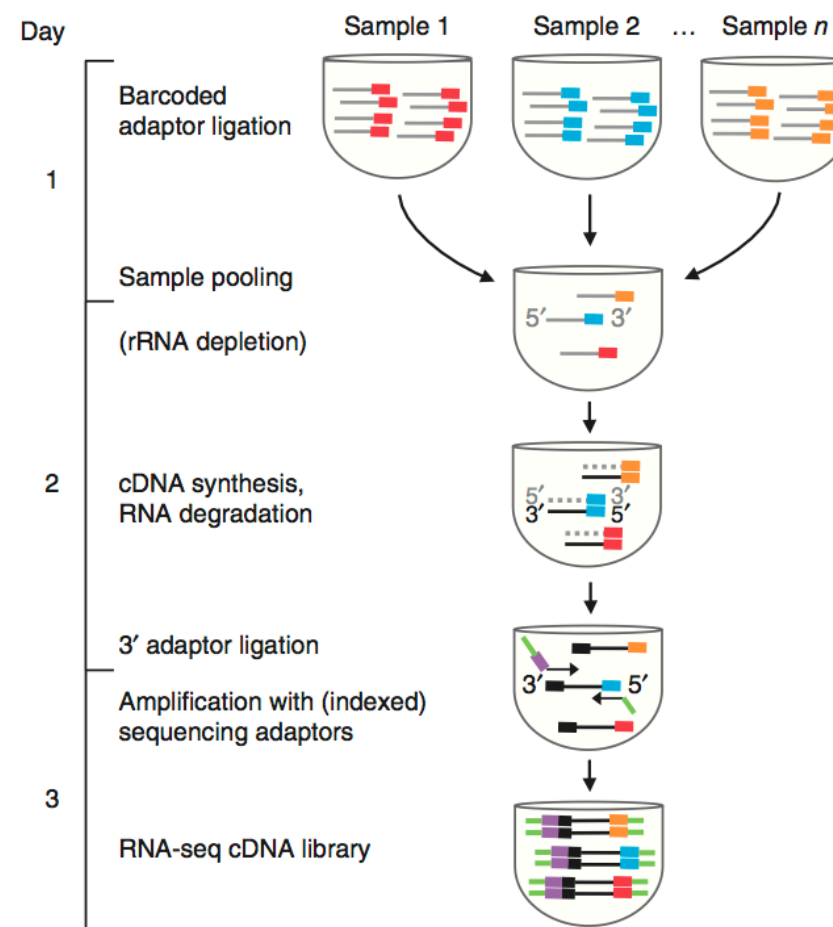 Day
Sample 1
Sample 2
…
Sample n
Barcoded
adaptor ligation
1
Sample pooling
(rRNA depletion)
5′ 3′
2
cDNA synthesis,
RNA degradation
5′ 3′
3′ 5′
3′ adaptor ligation
3′ 5′
Amplification with (indexed)
sequencing adaptors
3
RNA-seq cDNA library